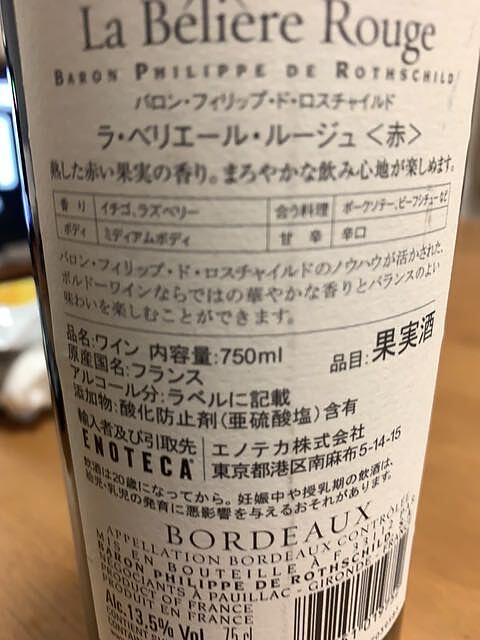 La Bélière Rouge
BARON PHILIPPE DE ROTHSCHILD
バロン・フィリップ・ド・ロスチャイルド
ラ・ベリエール・ルージュ〈赤〉
熟した赤い果実の香り。まろやかな飲み心地が楽しめます。
香り イチゴ、ラズベリー 合う料理 ポークソテー、ビーフシチューなど
ボディ ミディアムボディ 甘辛 辛口
バロン・フィリップ・ド・ロスチャイルドのノウハウが活かされた、
ボルドーワインならではの華やかな香りとバランスのよい
味わいを楽しむことができます。
品名:ワイン 内容量:750ml 品目:果実酒
原産国名:フランス
アルコール分:ラベルに記載
添加物:酸化防止剤(亜硫酸塩)含有
輸入者及び引取先 エノテカ株式会社
ENOTECA 東京都港区南麻布5-14-15
飲酒は20歳になってから。妊娠中や授乳期の飲酒は、
胎児・乳児の発育に悪影響を与えるおそれがあります。
BORDEAUX
APPELLATION BORDEAUX CONTRÔLÉE
MIS EN BOUTEILLE À F
BARON PHILIPPE DE ROTHSCHILD
NEGOCIANTS À PAUILLAC - GIRONDE
PRODUCT OF FRANCE
PRODUIT EN FRANCE
Alc.13.5% Vol. 75 cl